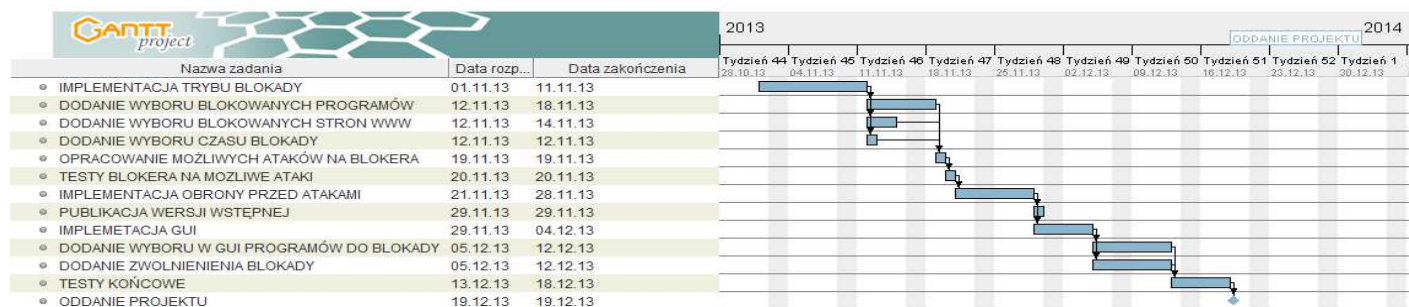 GANTT
project
2013
2014
ODDANIE PROJEKTU
Nazwa zadania Data rozp... Data zakończenia
Tydzień 44 Tydzień 45 Tydzień 46 Tydzień 47 Tydzień 48 Tydzień 49 Tydzień 50 Tydzień 51 Tydzień 52 Tydzień 1
28.10.13 04.11.13 11.11.13 18.11.13 25.11.13 02.12.13 09.12.13 16.12.13 23.12.13 30.12.13
IMPLEMENTACJA TRYBU BLOKADY 01.11.13 11.11.13
DODANIE WYBORU BLOKOWANYCH PROGRAMÓW 12.11.13 18.11.13
DODANIE WYBORU BLOKOWANYCH STRON WWW 12.11.13 14.11.13
DODANIE WYBORU CZASU BLOKADY 12.11.13 12.11.13
OPRACOWANIE MOŻLIWYCH ATAKÓW NA BLOKERA 19.11.13 19.11.13
TESTY BLOKERA NA MOZLIWE ATAKI 20.11.13 20.11.13
IMPLEMENTACJA OBRONY PRZED ATAKAMI 21.11.13 28.11.13
PUBLIKACJA WERSJI WSTĘPNEJ 29.11.13 29.11.13
IMPLEMETACJA GUI 29.11.13 04.12.13
DODANIE WYBORU W GUI PROGRAMÓW DO BLOKADY 05.12.13 12.12.13
DODANIE ZWOLNIENIENIA BLOKADY 05.12.13 12.12.13
TESTY KOŃCOWE 13.12.13 18.12.13
ODDANIE PROJEKTU 19.12.13 19.12.13